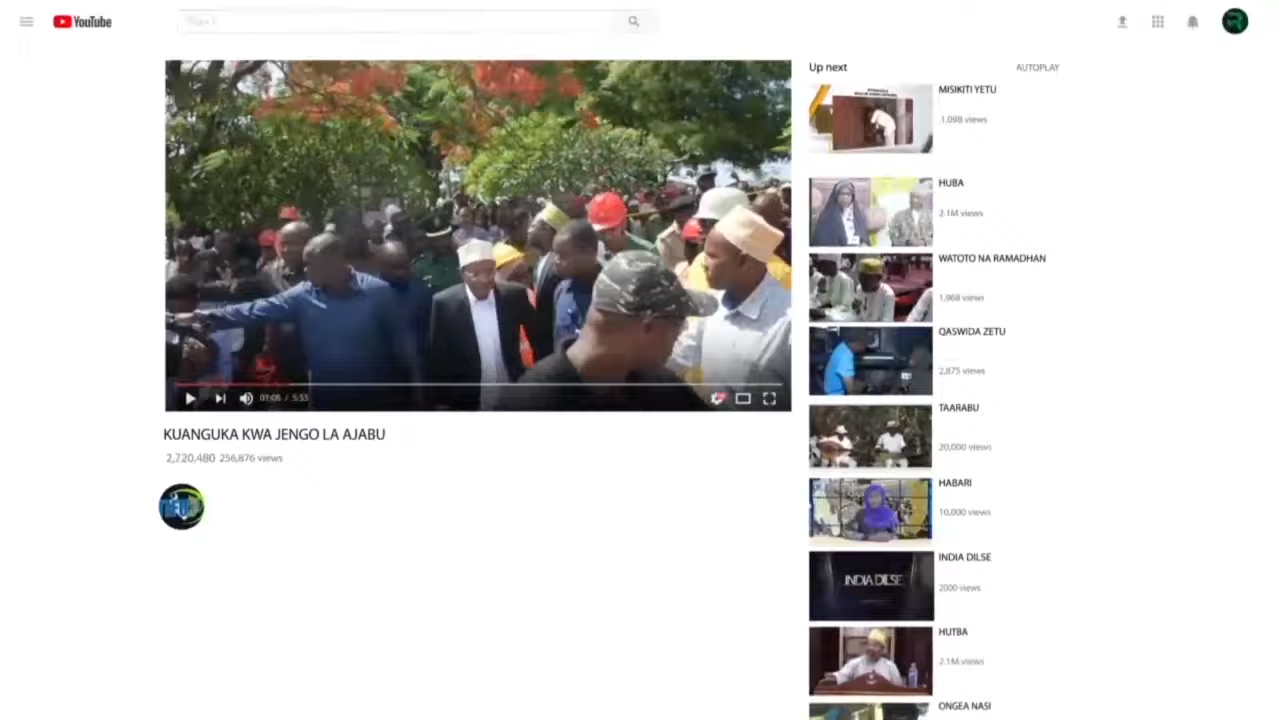 YouTube
Search
Up next
AUTOPLAY
MISIKITI YETU
1,098 views
HUBA
2.1M views
WATOTO NA RAMADHAN
1,868 views
QASWIDA ZETU
2,875 views
TAARABU
20,000 views
HABARI
10,000 views
INDIA DILSE
INDIA DILSE
2000 views
HUTBA
2.1M views
ONGEA NASI
01:05 / 5:53
KUANGUKA KWA JENGO LA AJABU
2,720,480 256,876 views